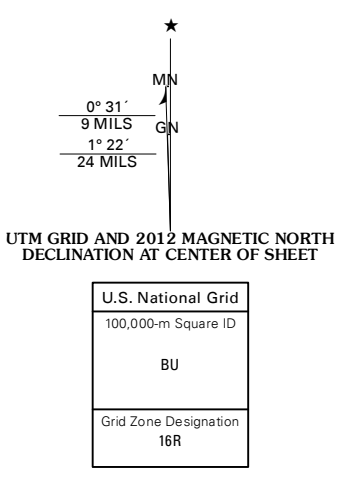 ★
MN
0° 31´
9 MILS
GN
1° 22´
24 MILS
UTM GRID AND 2012 MAGNETIC NORTH
DECLINATION AT CENTER OF SHEET
U.S. National Grid
100,000-m Square ID
BU
Grid Zone Designation
16R